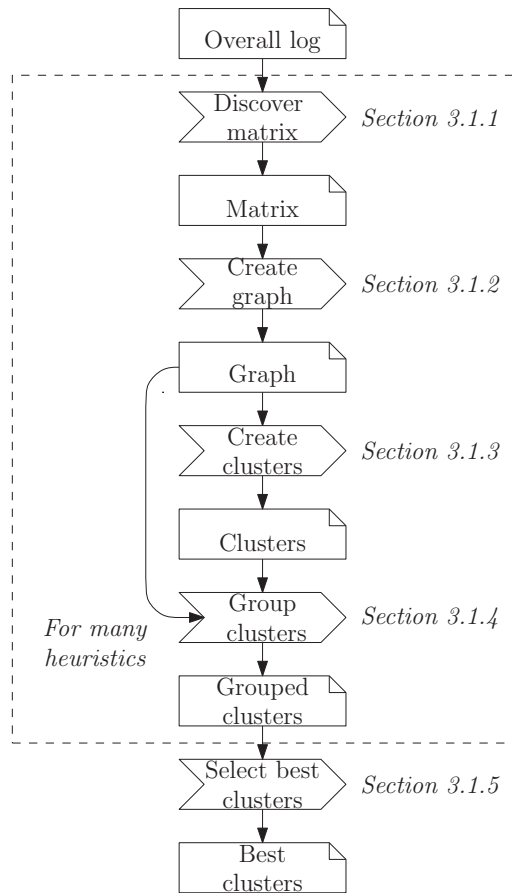 Overall log
Discover
matrix
Section 3.1.1
Matrix
Create
graph
Section 3.1.2
Graph
Create
clusters
Section 3.1.3
Clusters
Group
clusters
Section 3.1.4
For many
heuristics
Grouped
clusters
Select best
clusters
Section 3.1.5
Best
clusters